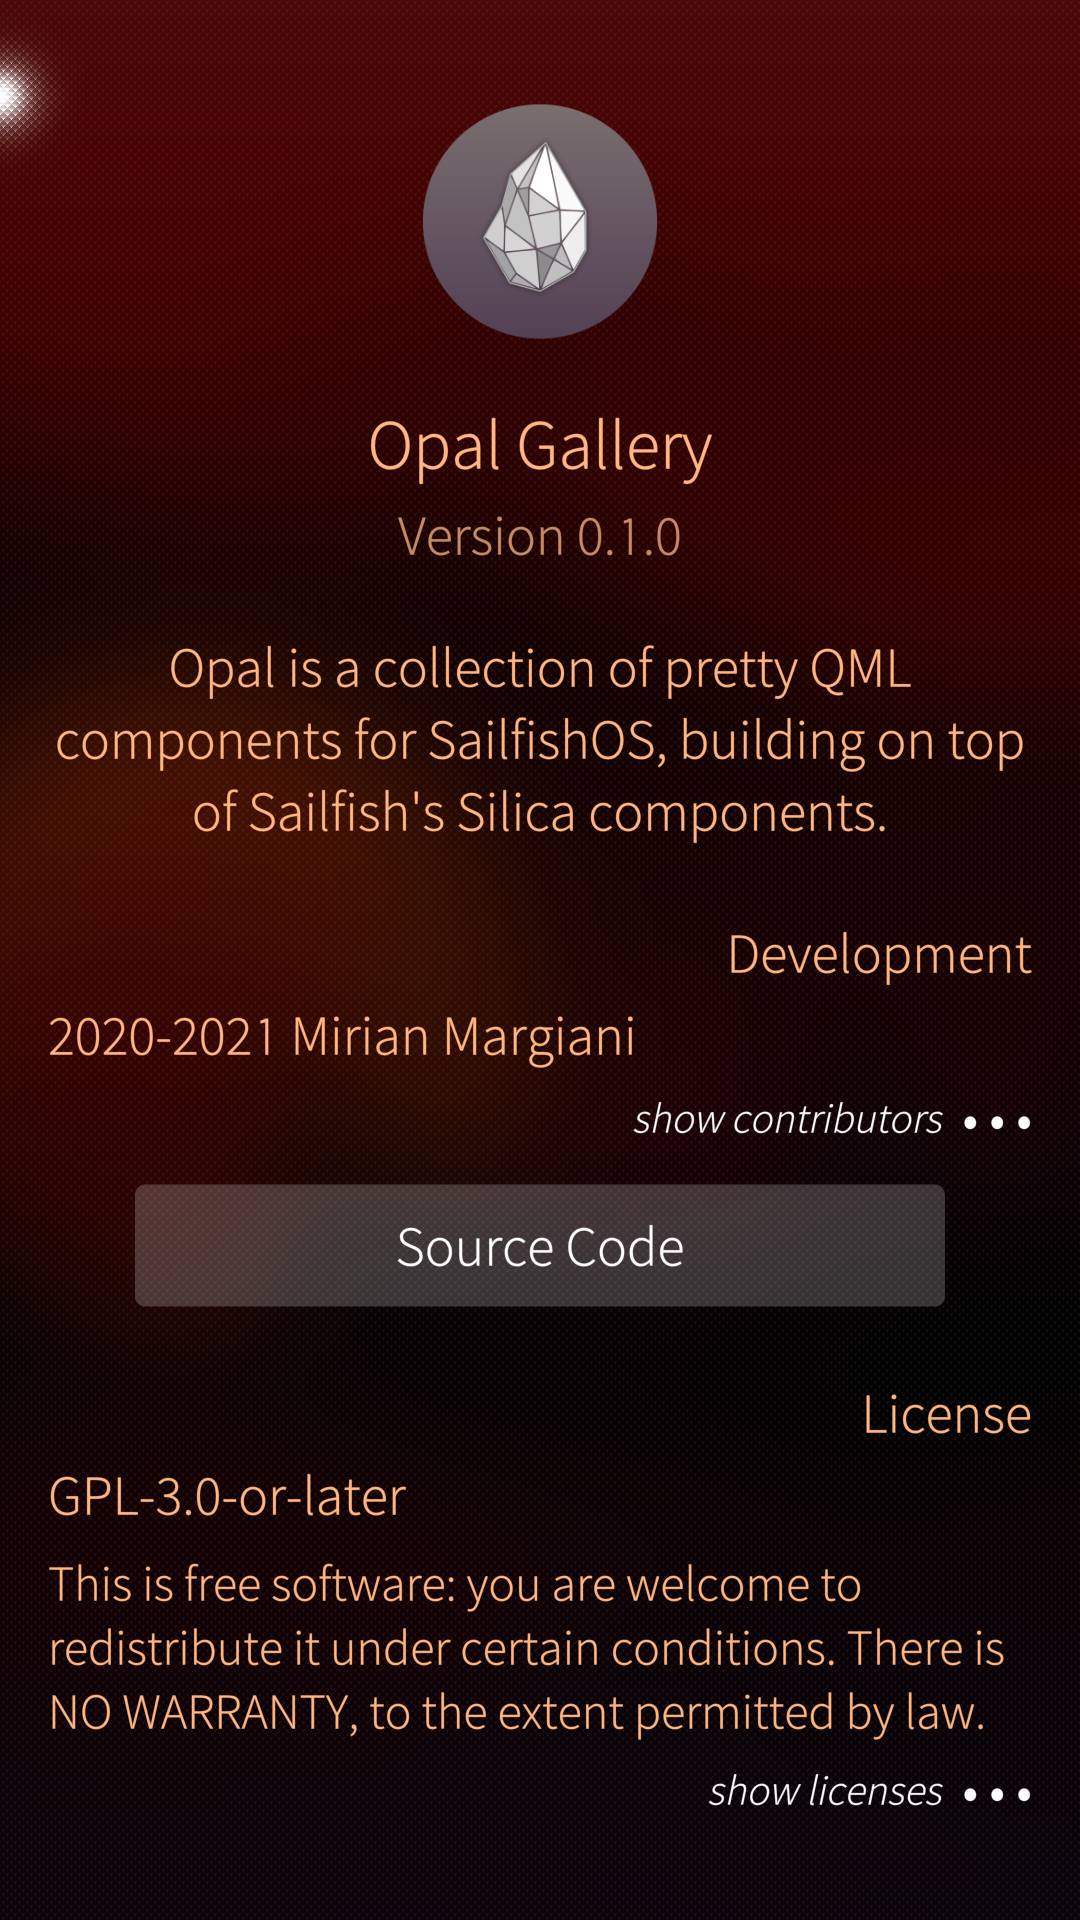 Opal Gallery
Version 0.1.0
Opal is a collection of pretty QML
components for SailfishOS, building on top
of Sailfish's Silica components.
Development
2020-2021 Mirian Margiani
show contributors •••
Source Code
License
GPL-3.0-or-later
This is free software: you are welcome to
redistribute it under certain conditions. There is
NO WARRANTY, to the extent permitted by law.
show licenses •••